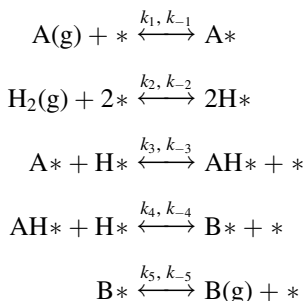 A(g) + ∗ ⟷ A∗ (k₁, k₋₁)
H₂(g) + 2∗ ⟷ 2H∗ (k₂, k₋₂)
A∗ + H∗ ⟷ AH∗ + ∗ (k₃, k₋₃)
AH∗ + H∗ ⟷ B∗ + ∗ (k₄, k₋₄)
B∗ ⟷ B(g) + ∗ (k₅, k₋₅)